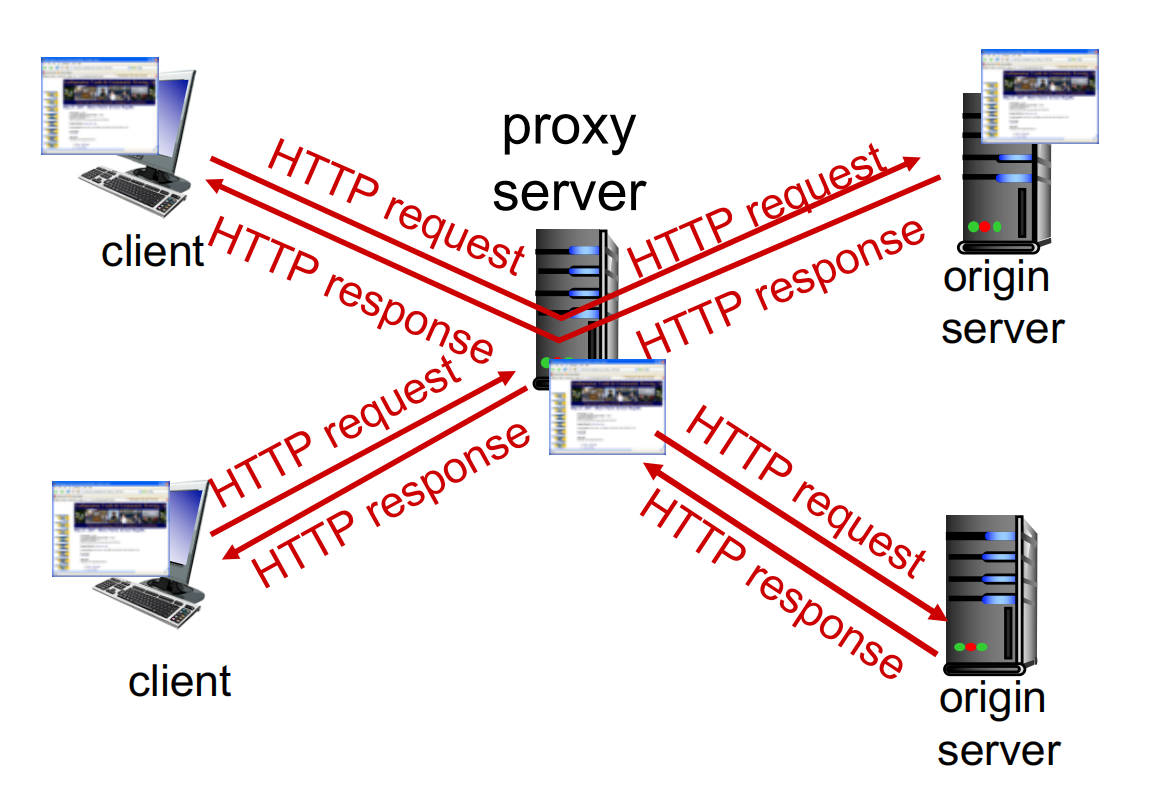 proxy
server
HTTP request
HTTP response
client
HTTP request
HTTP response
origin
server
HTTP request
HTTP response
client
HTTP request
HTTP response
origin
server